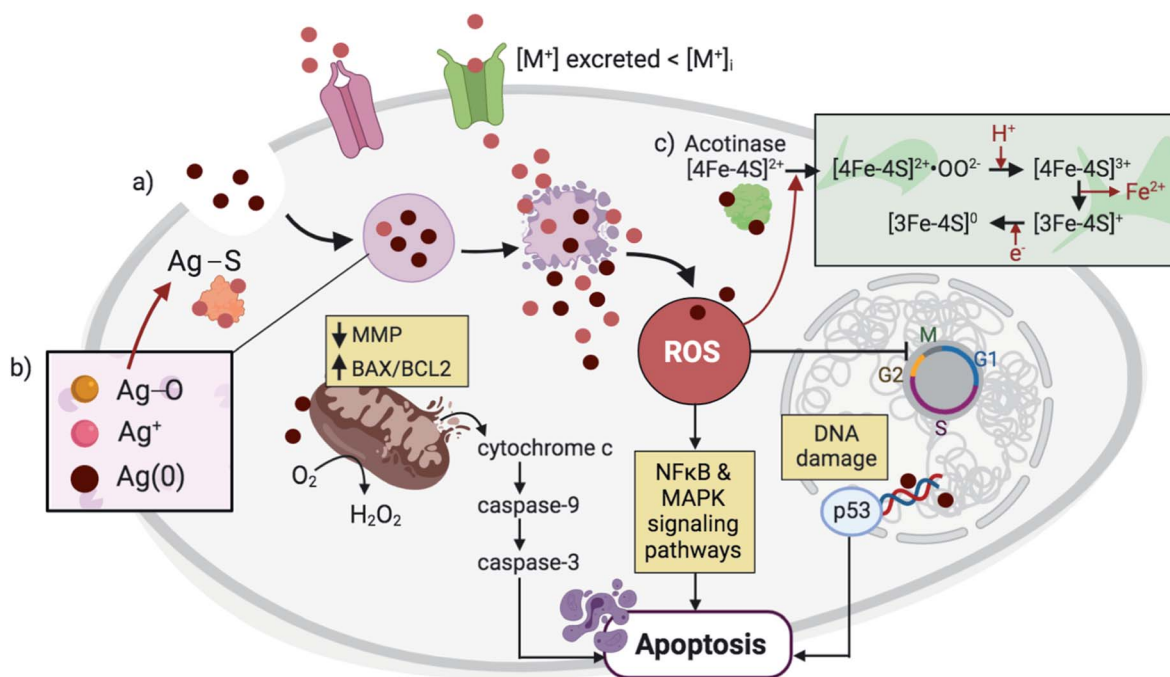 [M⁺] excreted < [M⁺]ᵢ
a)
Ag–S
b)
Ag–O
Ag⁺
Ag(0)
MMP
BAX/BCL2
O₂
H₂O₂
cytochrome c
caspase-9
caspase-3
ROS
NFκB &
MAPK
signaling
pathways
Apoptosis
c) Acotinase
[4Fe-4S]²⁺
[4Fe-4S]²⁺•OO²⁻
H⁺
[4Fe-4S]³⁺
Fe²⁺
[3Fe-4S]⁺
e⁻
[3Fe-4S]⁰
M
G1
G2
S
DNA
damage
p53